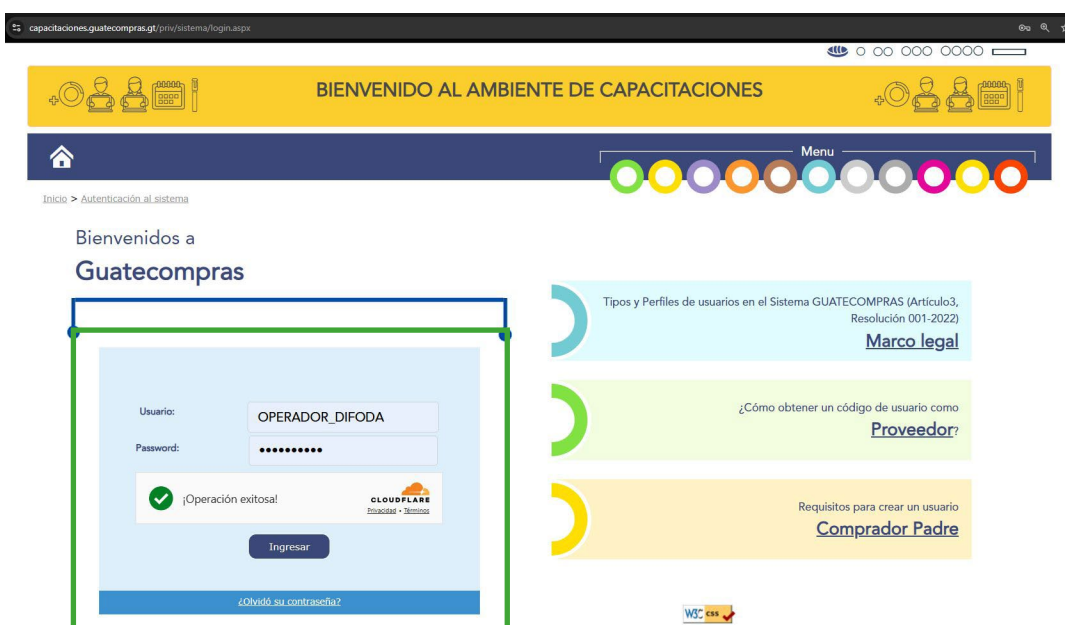 capacitaciones.guatecompras.gt/priv/sistema/login.aspx
BIENVENIDO AL AMBIENTE DE CAPACITACIONES
Menu
Inicio > Autenticación al sistema
Bienvenidos a
Guatecompras
Usuario:
OPERADOR_DIFODA
Password:
••••••••••
¡Operación exitosa!
CLOUDFLARE
Privacidad • Términos
Ingresar
¿Olvidó su contraseña?
Tipos y Perfiles de usuarios en el Sistema GUATECOMPRAS (Artículo3,
Resolución 001-2022)
Marco legal
¿Cómo obtener un código de usuario como
Proveedor?
Requisitos para crear un usuario
Comprador Padre
W3C css